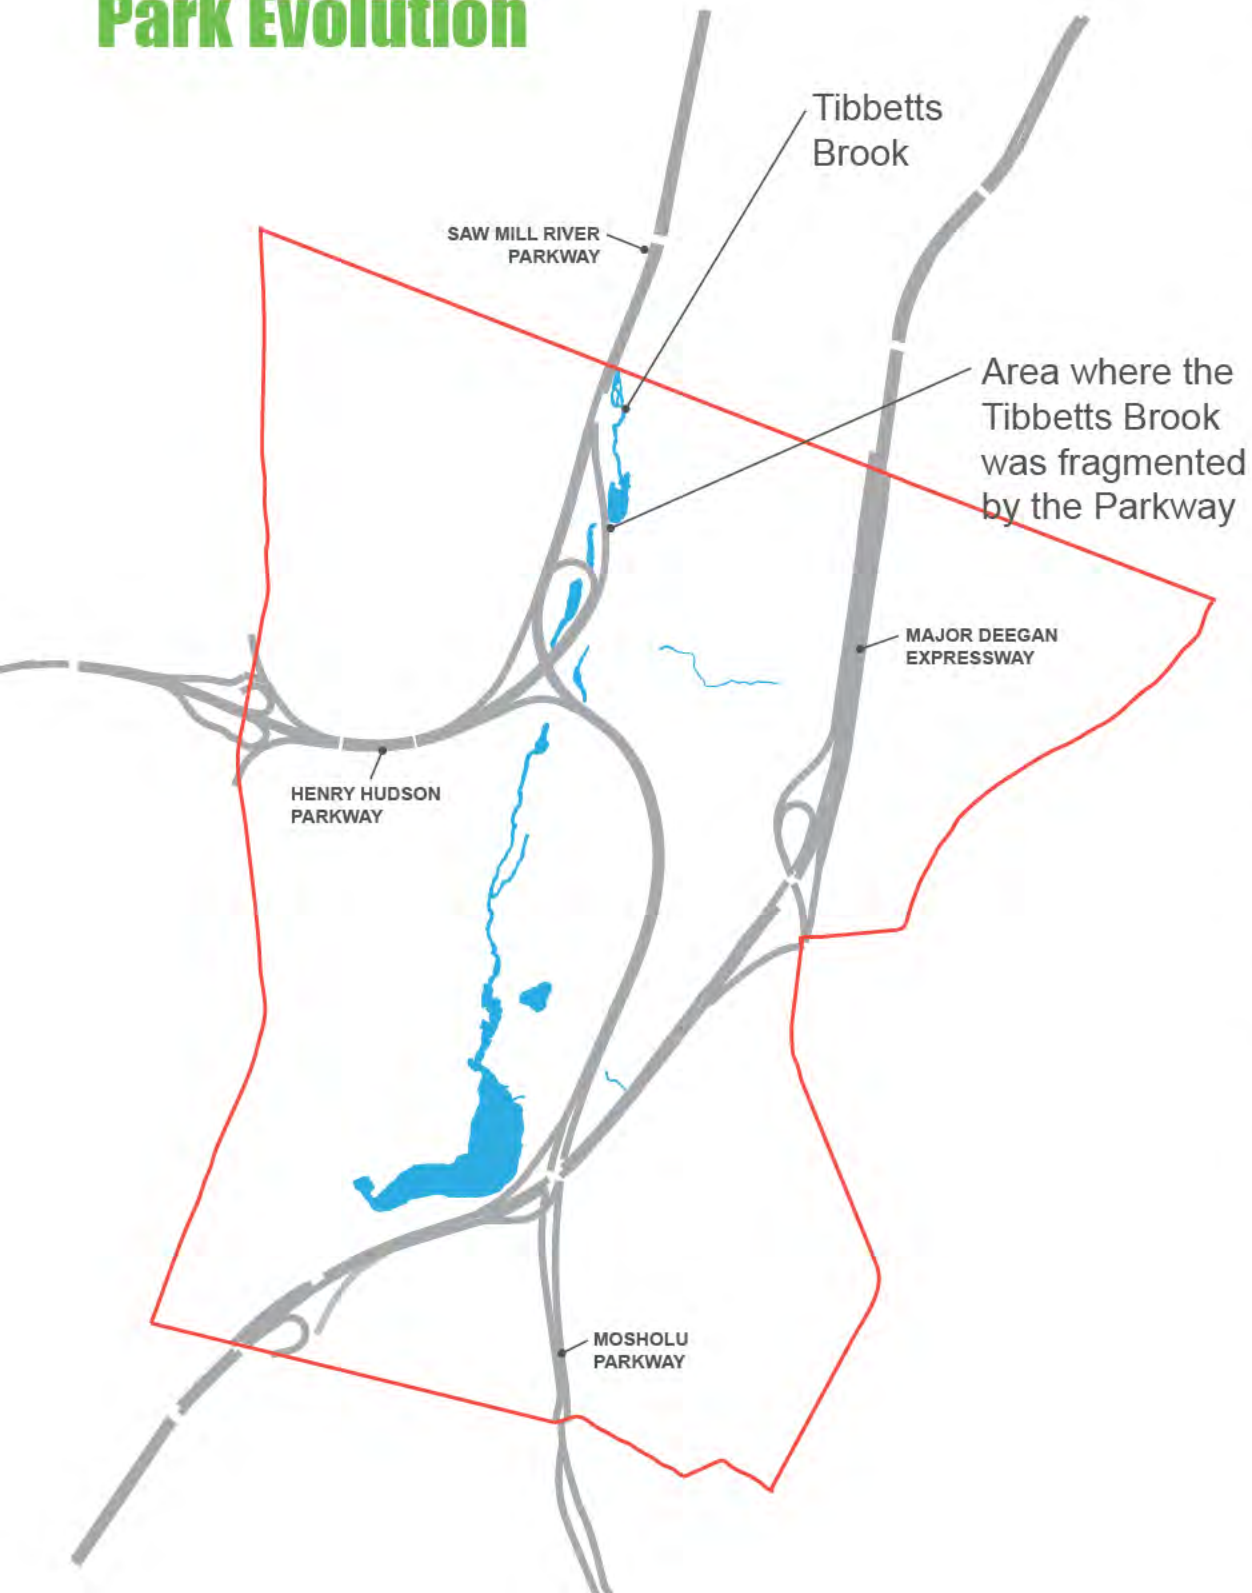 Park Evolution
Tibbetts
Brook
SAW MILL RIVER
PARKWAY
Area where the
Tibbetts Brook
was fragmented
by the Parkway
MAJOR DEEGAN
EXPRESSWAY
HENRY HUDSON
PARKWAY
MOSHOLU
PARKWAY